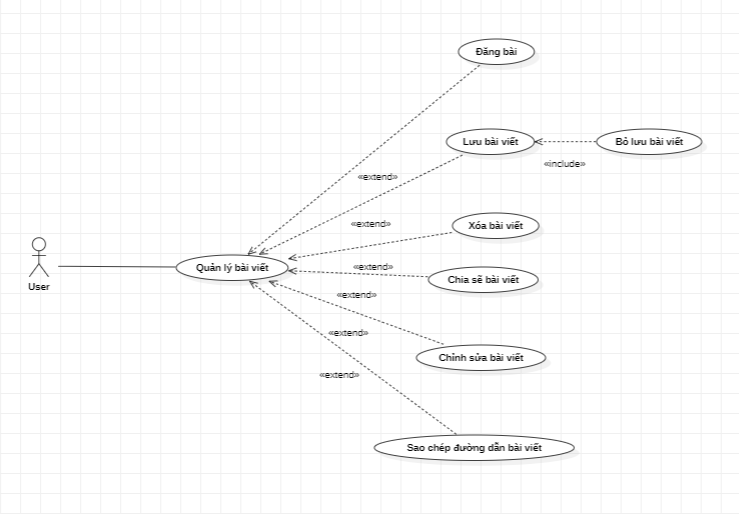 Đăng bài
Lưu bài viết
Bỏ lưu bài viết
«include»
«extend»
«extend»
Xóa bài viết
Quản lý bài viết
«extend»
Chia sẽ bài viết
User
«extend»
«extend»
Chỉnh sửa bài viết
«extend»
Sao chép đường dẫn bài viết